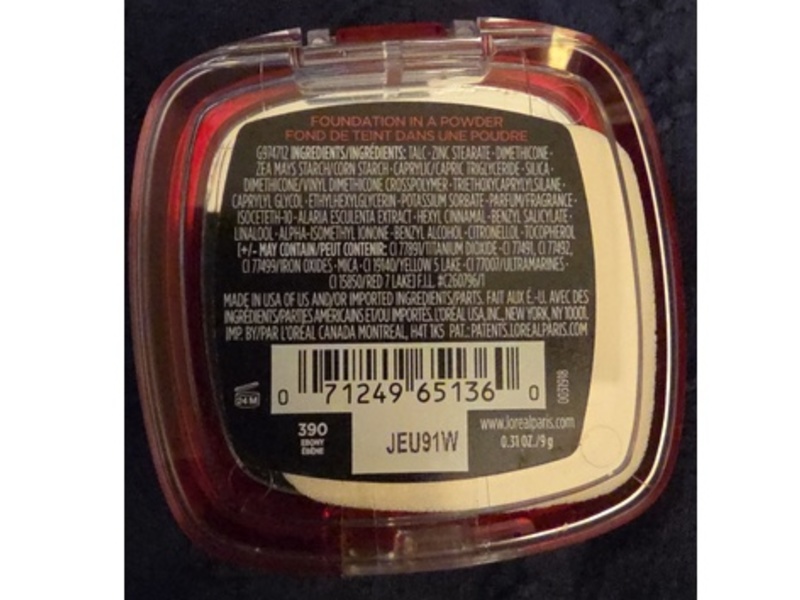 FOUNDATION IN A POWDER
FOND DE TEINT DANS UNE POUDRE
G974712 INGREDIENTS/INGRÉDIENTS: TALC · ZINC STEARATE · DIMETHICONE ·
ZEA MAYS STARCH/CORN STARCH · CAPRYLIC/CAPRIC TRIGLYCERIDE · SILICA ·
DIMETHICONE/VINYL DIMETHICONE CROSSPOLYMER · TRIETHOXYCAPRYLYLSILANE ·
CAPRYLYL GLYCOL · ETHYLHEXYLGLYCERIN · POTASSIUM SORBATE · PARFUM/FRAGRANCE ·
ISOCETETH-10 · ALARIA ESCULENTA EXTRACT · HEXYL CINNAMAL · BENZYL SALICYLATE ·
LINALOOL · ALPHA-ISOMETHYL IONONE · BENZYL ALCOHOL · CITRONELLOL · TOCOPHEROL
[+/- MAY CONTAIN/PEUT CONTENIR: CI 77891/TITANIUM DIOXIDE · CI 77491, CI 77492,
CI 77499/IRON OXIDES · MICA · CI 19140/YELLOW 5 LAKE · CI 77007/ULTRAMARINES ·
CI 15850/RED 7 LAKE] F.I.L. #C260796/1
MADE IN USA OF US AND/OR IMPORTED INGREDIENTS/PARTS. FAIT AUX É.-U. AVEC DES
INGRÉDIENTS/PARTIES AMÉRICAINS ET/OU IMPORTÉS. L'ORÉAL USA, INC., NEW YORK, NY 10001.
IMP. BY/PAR L'ORÉAL CANADA MONTREAL, H4T 1K5 PAT.: PATENTS.LOREALPARIS.COM
24 M
0 71249 65136 0
0031918
390
EBONY
ÉBÈNE
JEU91W
www.lorealparis.com
0.31 OZ./9 g